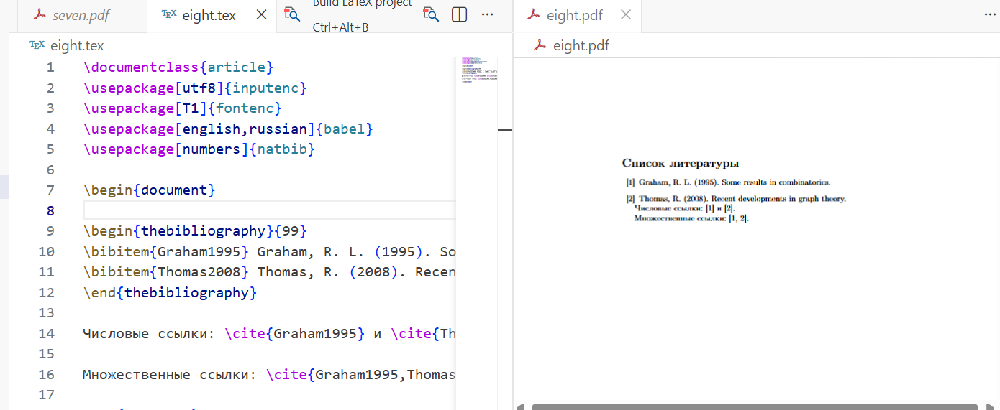 seven.pdf
TEX eight.tex
Build LaTeX project
Ctrl+Alt+B
eight.pdf
TEX eight.tex
eight.pdf
1 \documentclass{article}
2 \usepackage[utf8]{inputenc}
3 \usepackage[T1]{fontenc}
4 \usepackage[english,russian]{babel}
5 \usepackage[numbers]{natbib}
6
7 \begin{document}
8
9 \begin{thebibliography}{99}
10 \bibitem{Graham1995} Graham, R. L. (1995). So
11 \bibitem{Thomas2008} Thomas, R. (2008). Recen
12 \end{thebibliography}
13
14 Числовые ссылки: \cite{Graham1995} и \cite{Th
15
16 Множественные ссылки: \cite{Graham1995,Thomas
17
Список литературы
[1] Graham, R. L. (1995). Some results in combinatorics.
[2] Thomas, R. (2008). Recent developments in graph theory.
Числовые ссылки: [1] и [2].
Множественные ссылки: [1, 2].